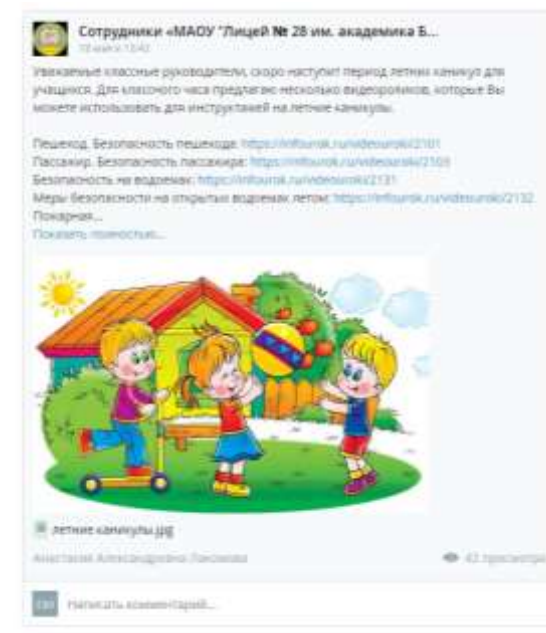 Сотрудники «МАОУ "Лицей № 28 им. академика Б...
Уважаемые классные руководители, скоро наступит период летних каникул для
учащихся. Для классного часа предлагаю несколько видеороликов, которые Вы
можете использовать для инструктажей на летние каникулы.
Пешеход. Безопасность пешехода: https://infourok.ru/videouroki/2101
Пассажир. Безопасность пассажира: https://infourok.ru/videouroki/2103
Безопасность на водоемах: https://infourok.ru/videouroki/2131
Меры безопасности на открытых водоемах летом: https://infourok.ru/videouroki/2132
Пожарная...
Показать полностью...
летние каникулы.jpg
Анастасия Александровна
42 просмотра
Написать комментарий...